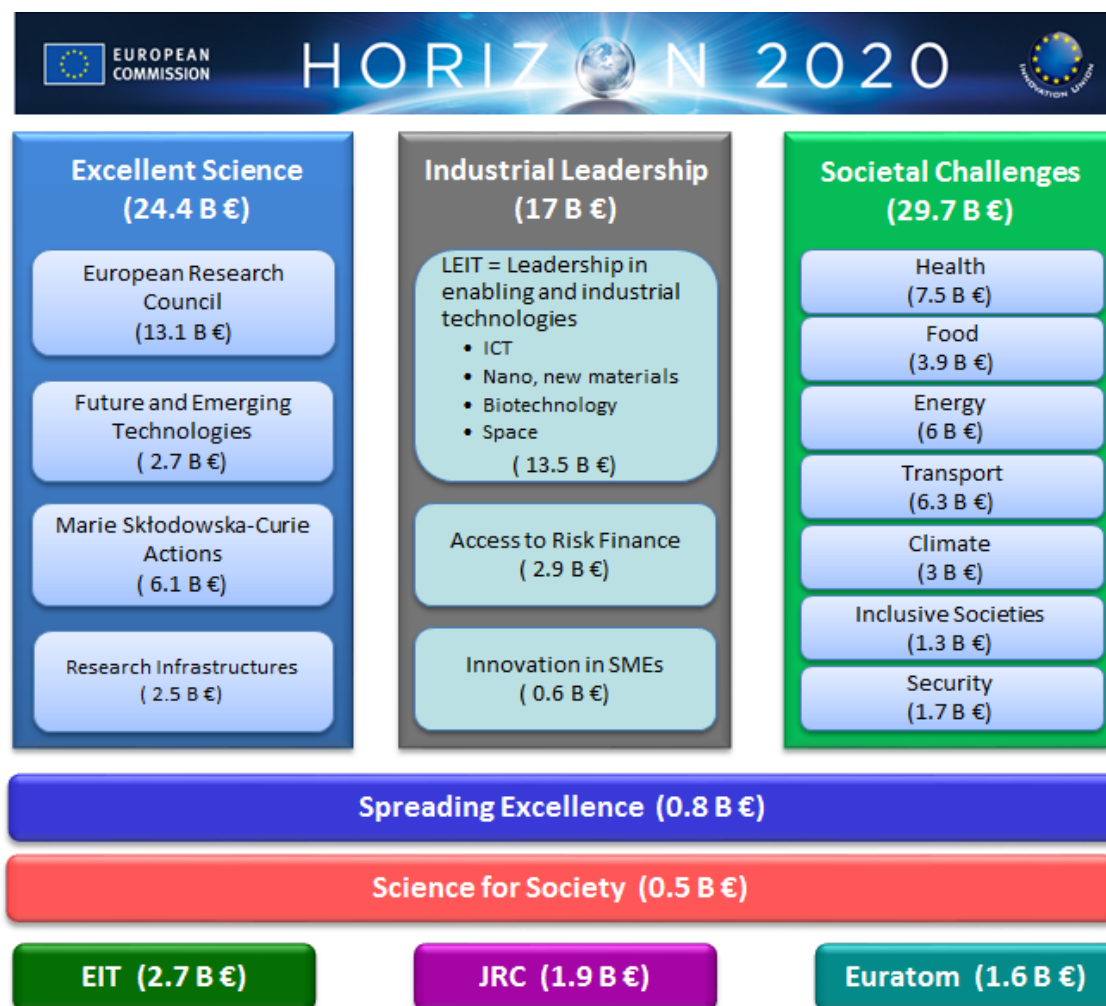 EUROPEAN
COMMISSION
HORIZON 2020
INNOVATION UNION
Excellent Science
(24.4 B €)
European Research
Council
(13.1 B €)
Future and Emerging
Technologies
( 2.7 B €)
Marie Skłodowska-Curie
Actions
( 6.1 B €)
Research Infrastructures
( 2.5 B €)
Industrial Leadership
(17 B €)
LEIT = Leadership in
enabling and industrial
technologies
• ICT
• Nano, new materials
• Biotechnology
• Space
( 13.5 B €)
Access to Risk Finance
( 2.9 B €)
Innovation in SMEs
( 0.6 B €)
Societal Challenges
(29.7 B €)
Health
(7.5 B €)
Food
(3.9 B €)
Energy
(6 B €)
Transport
(6.3 B €)
Climate
(3 B €)
Inclusive Societies
(1.3 B €)
Security
(1.7 B €)
Spreading Excellence (0.8 B €)
Science for Society (0.5 B €)
EIT (2.7 B €)
JRC (1.9 B €)
Euratom (1.6 B €)